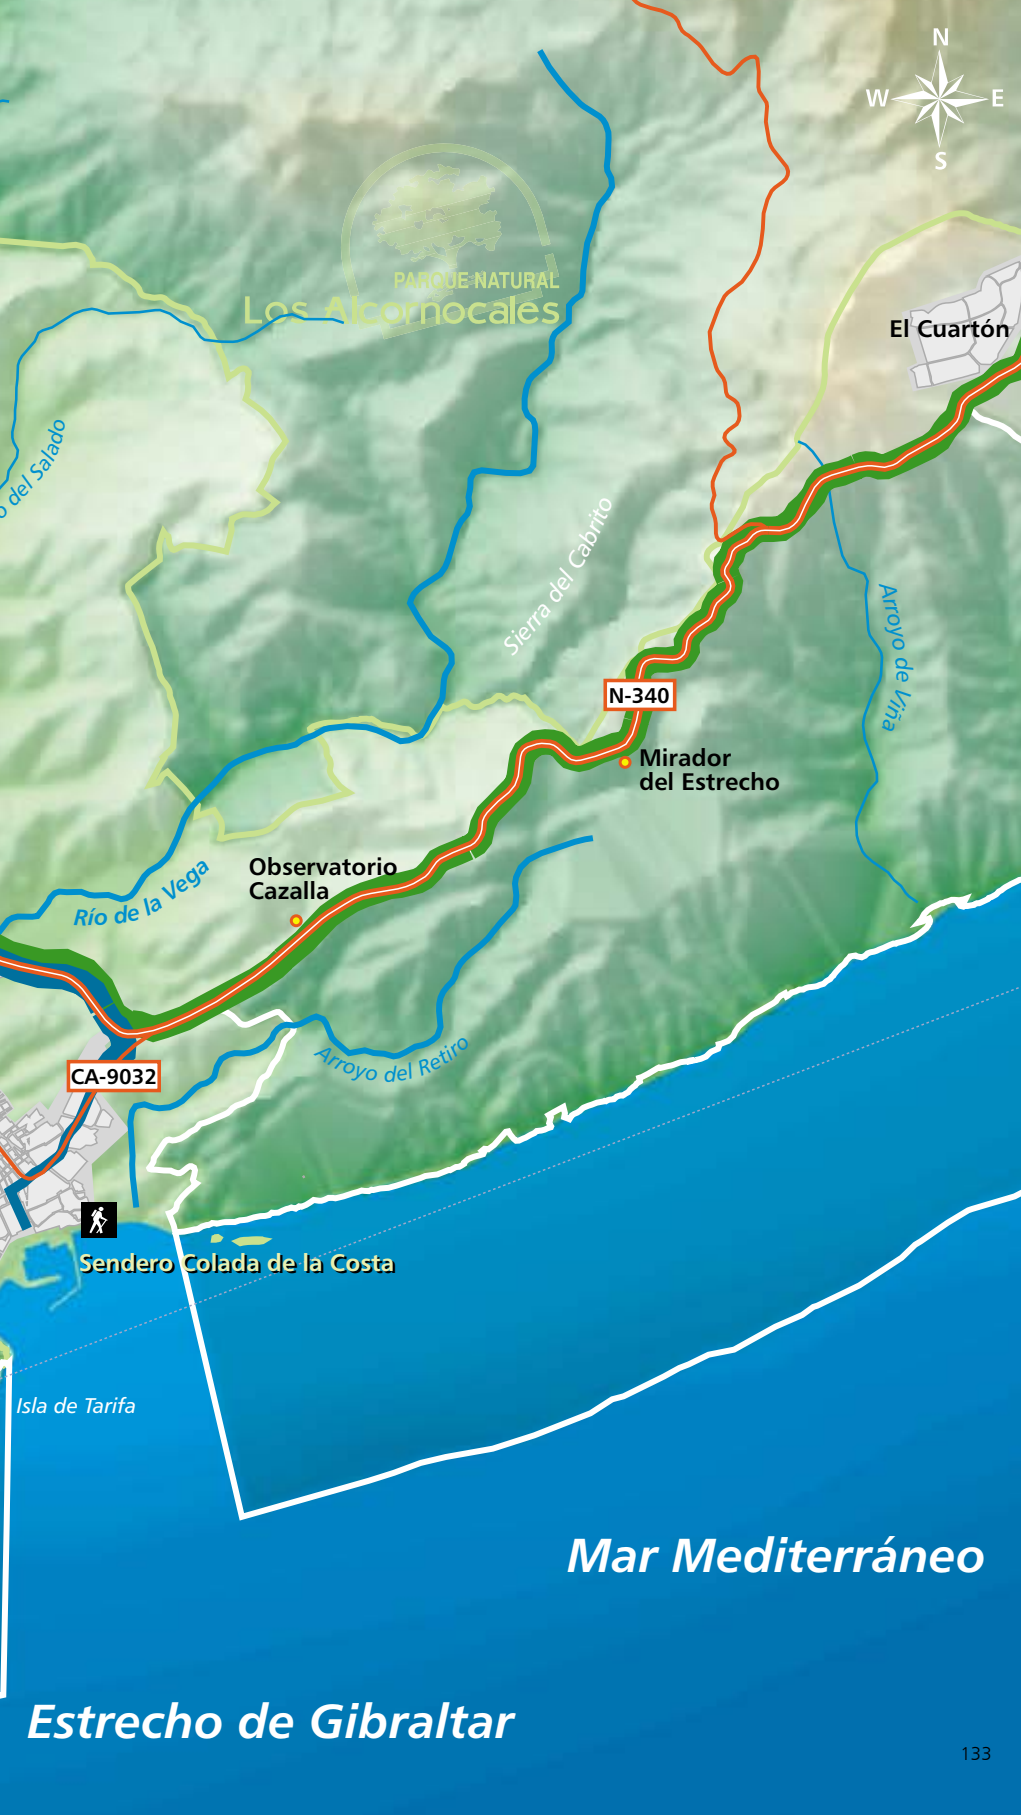 N
W E
S
PARQUE NATURAL
Los Alcornocales
El Cuartón
o del Salado
Sierra del Cabrito
Arroyo de Viña
N-340
Mirador
del Estrecho
Observatorio
Cazalla
Río de la Vega
Arroyo del Retiro
CA-9032
Sendero Colada de la Costa
Isla de Tarifa
Mar Mediterráneo
Estrecho de Gibraltar
133